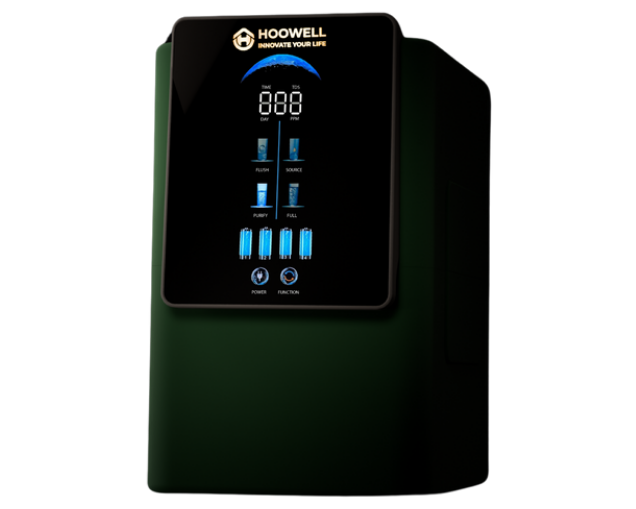 HOOWELL
INNOVATE YOUR LIFE
TIME TDS
888
DAY PPM
FLUSH SOURCE
PURIFY FULL
POWER FUNCTION